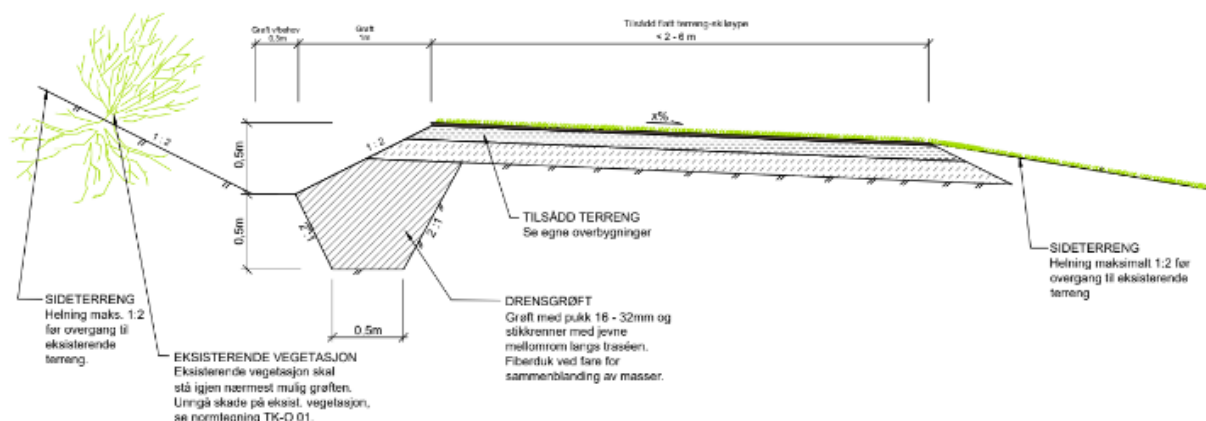 Grøft v/behov
0,3m
Grøft
1m
Tilsådd flatt terreng-skiløype
< 2 - 6 m
x%
1:2
1:2
0,5m
0,5m
2:1
2:1
0.5m
TILSÅDD TERRENG
Se egne overbygninger
SIDETERRENG
Helning maksimalt 1:2 før
overgang til eksisterende
terreng
SIDETERRENG
Helning maks. 1:2
før overgang til
eksisterende
terreng.
DRENSGRØFT
Grøft med pukk 16 - 32mm og
stikkrenner med jevne
mellomrom langs traséen.
Fiberduk ved fare for
sammenblanding av masser.
EKSISTERENDE VEGETASJON
Eksisterende vegetasjon skal
stå igjen nærmest mulig grøften.
Unngå skade på eksist. vegetasjon,
se normtegning TK-O 01.